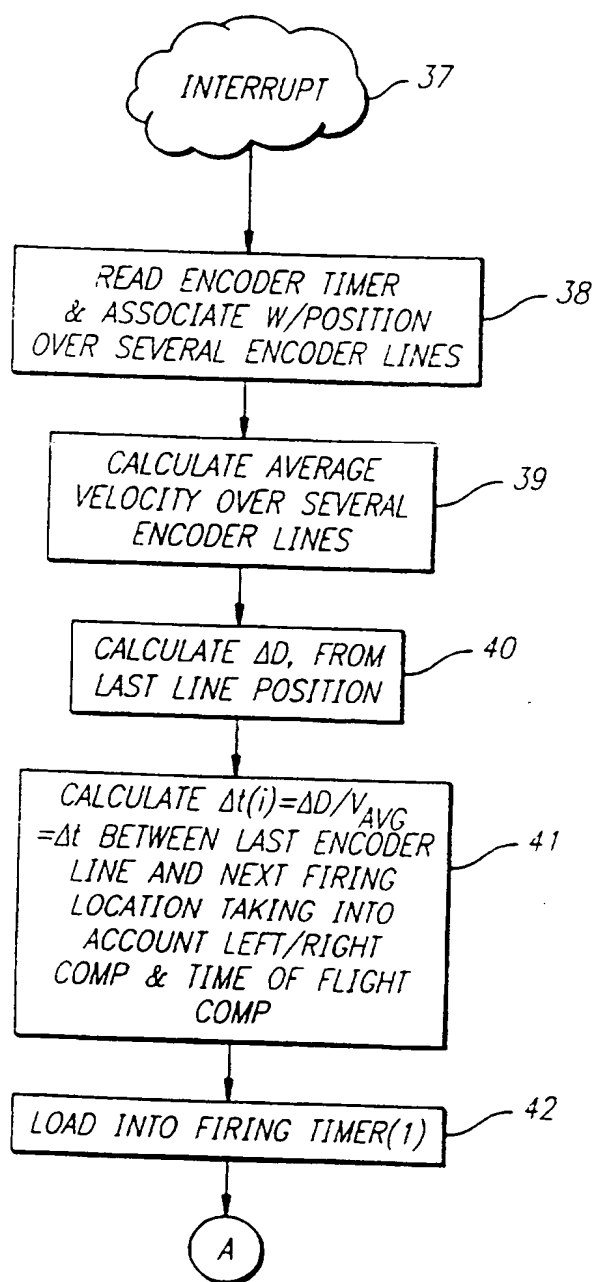 INTERRUPT
37
READ ENCODER TIMER
& ASSOCIATE W/POSITION
OVER SEVERAL ENCODER LINES
38
CALCULATE AVERAGE
VELOCITY OVER SEVERAL
ENCODER LINES
39
CALCULATE ΔD, FROM
LAST LINE POSITION
40
CALCULATE Δt(i)=ΔD/V_AVG
=Δt BETWEEN LAST ENCODER
LINE AND NEXT FIRING
LOCATION TAKING INTO
ACCOUNT LEFT/RIGHT
COMP & TIME OF FLIGHT
COMP
41
LOAD INTO FIRING TIMER(1)
42
A